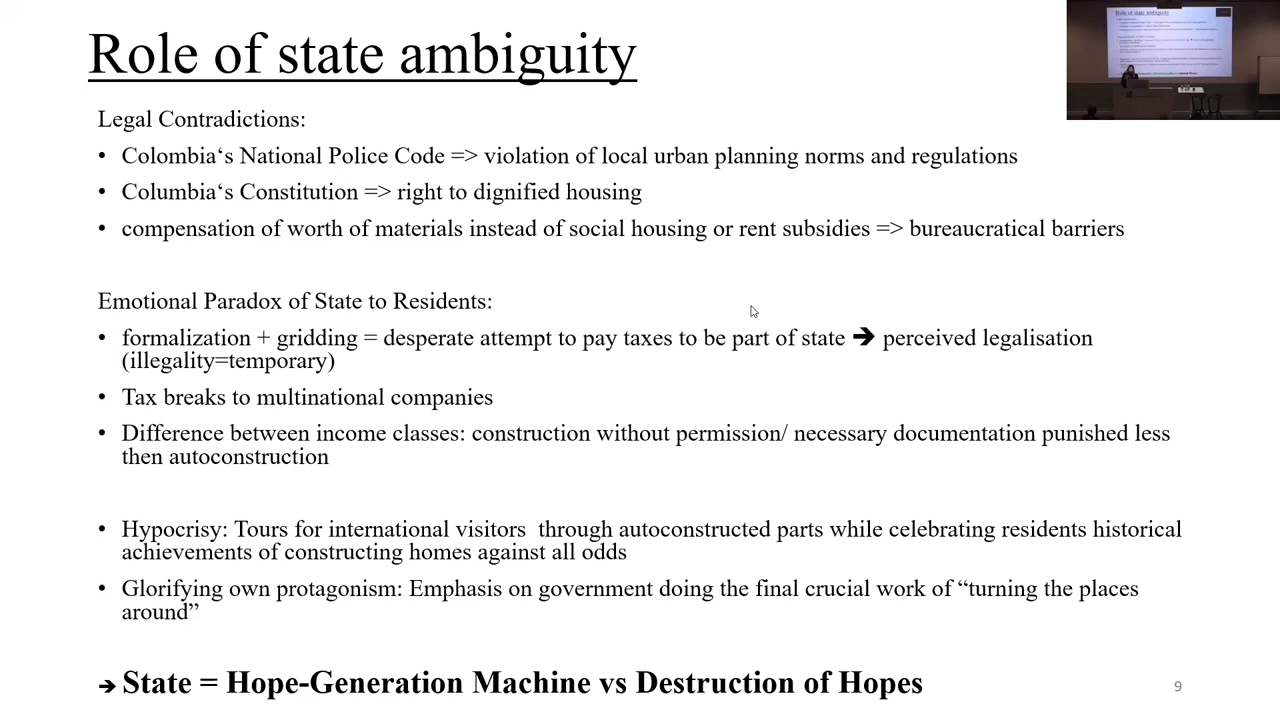 Role of state ambiguity
Legal Contradictions:
• Colombia‘s National Police Code => violation of local urban planning norms and regulations
• Columbia‘s Constitution => right to dignified housing
• compensation of worth of materials instead of social housing or rent subsidies => bureaucratical barriers
Emotional Paradox of State to Residents:
• formalization + gridding = desperate attempt to pay taxes to be part of state ➔ perceived legalisation
(illegality=temporary)
• Tax breaks to multinational companies
• Difference between income classes: construction without permission/ necessary documentation punished less
then autoconstruction
• Hypocrisy: Tours for international visitors  through autoconstructed parts while celebrating residents historical
achievements of constructing homes against all odds
• Glorifying own protagonism: Emphasis on government doing the final crucial work of “turning the places
around”
➔ State = Hope-Generation Machine vs Destruction of Hopes
9
Role of state ambiguity